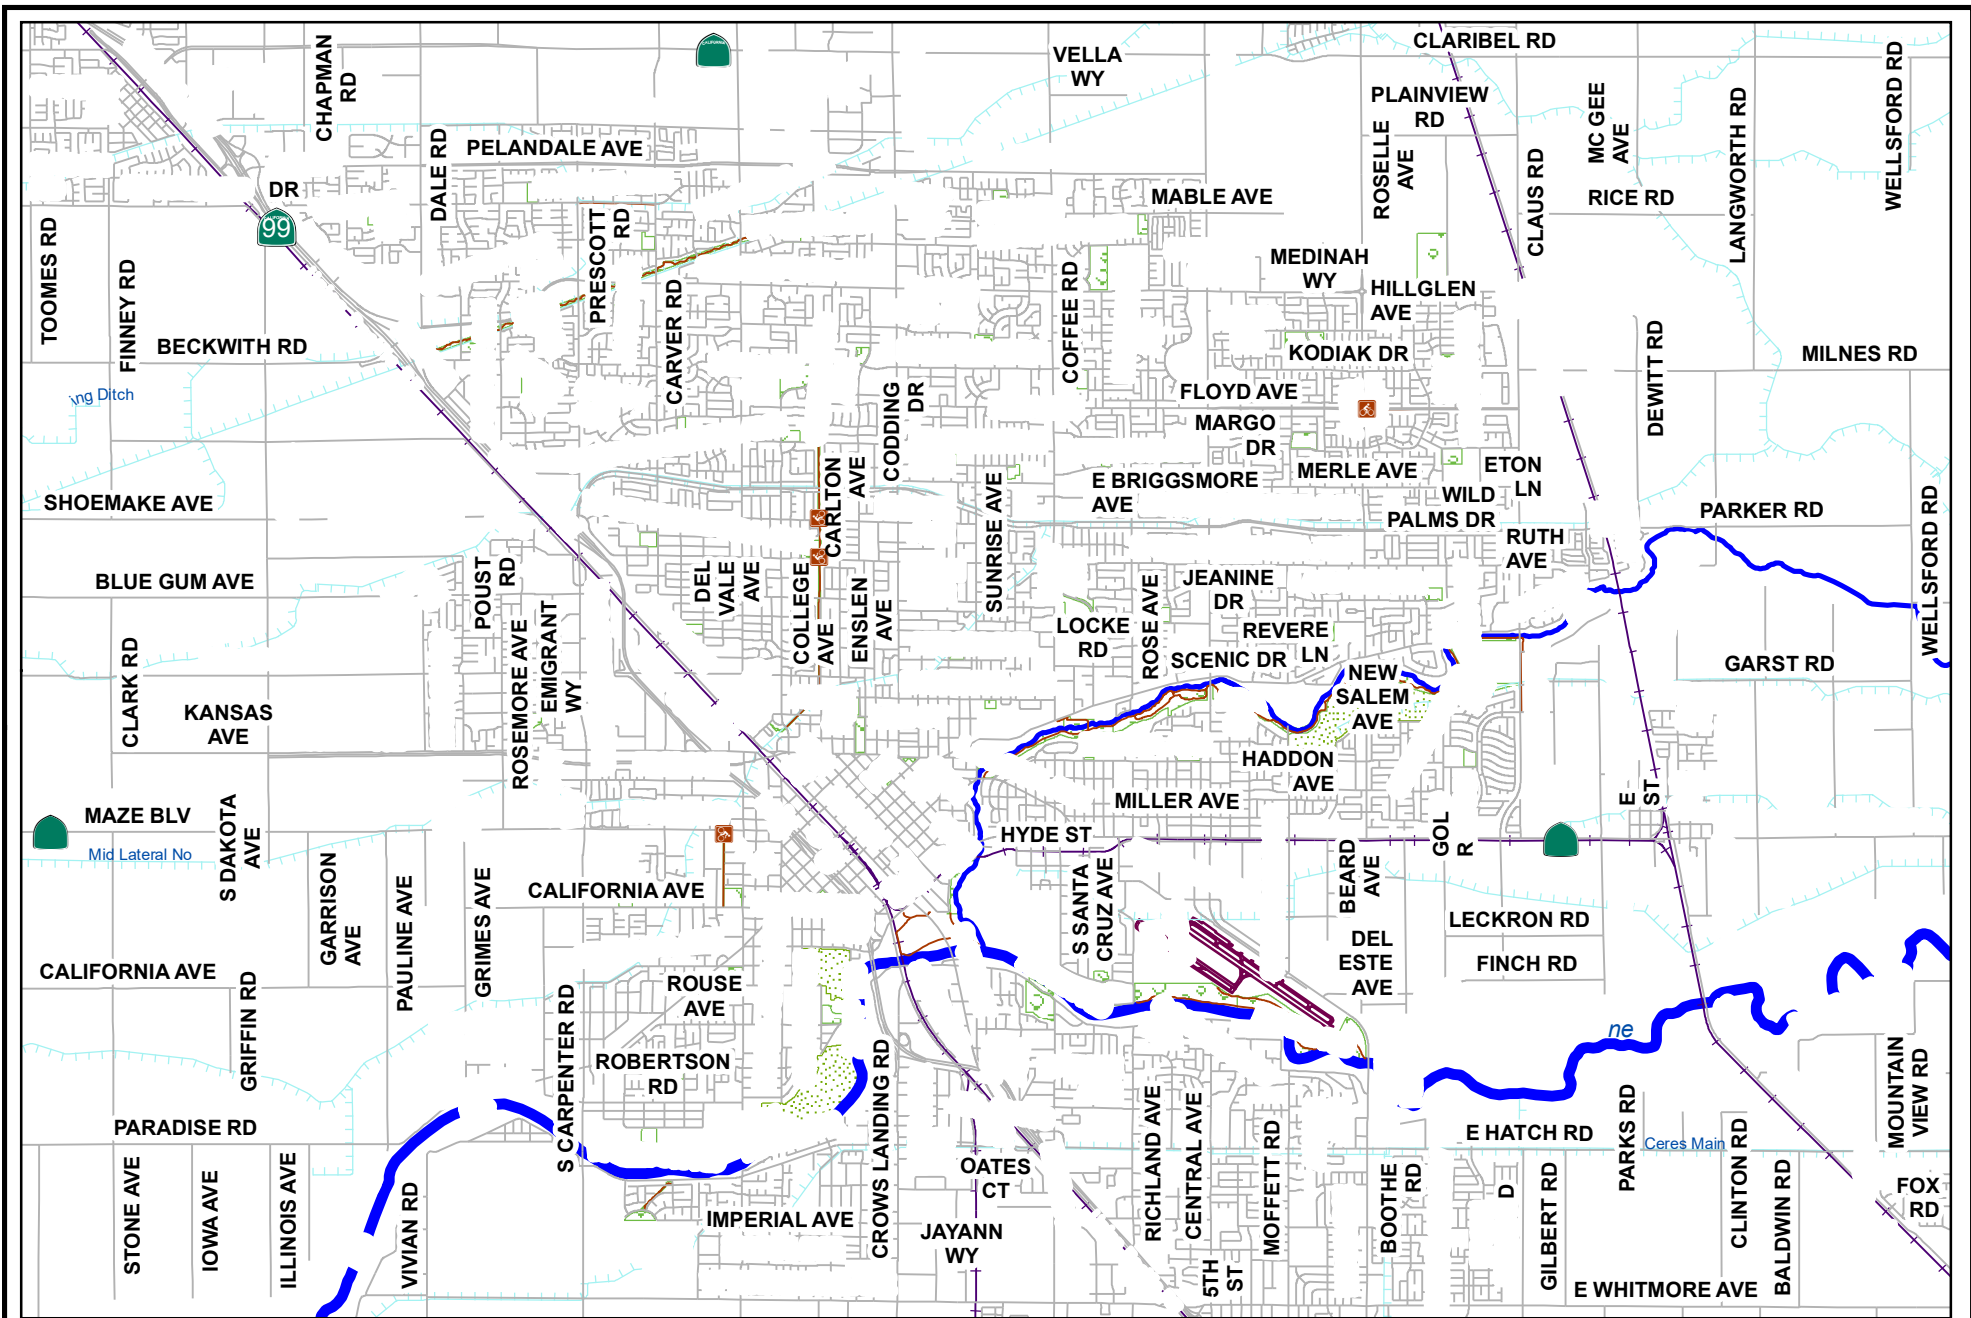 CLARIBEL RD
CHAPMAN
RD
VELLA
WY
WELLSFORD RD
PLAINVIEW
RD
MC GEE
AVE
LANGWORTH RD
ROSELLE
AVE
DALE RD
PELANDALE AVE
CLAUS RD
DR
99
MABLE AVE
RICE RD
TOOMES RD
PRESCOTT
RD
MEDINAH
WY
FINNEY RD
COFFEE RD
HILLGLEN
AVE
CARVER RD
BECKWITH RD
KODIAK DR
DEWITT RD
MILNES RD
ing Ditch
CODDING
DR
FLOYD AVE
MARGO
DR
MERLE AVE
ETON
LN
CARLTON
AVE
E BRIGGSMORE
AVE
SHOEMAKE AVE
SUNRISE AVE
WILD
PALMS DR
PARKER RD
WELLSFORD RD
RUTH
AVE
BLUE GUM AVE
POUST
RD
DEL
VALE
AVE
COLLEGE
AVE
ENSLEN
AVE
JEANINE
DR
ROSE AVE
LOCKE
RD
REVERE
LN
SCENIC DR
GARST RD
CLARK RD
ROSEMORE AVE
EMIGRANT
WY
NEW
SALEM
AVE
KANSAS
AVE
HADDON
AVE
MILLER AVE
E
ST
MAZE BLV
S DAKOTA
AVE
HYDE ST
GOL
R
Mid Lateral No
BEARD
AVE
S SANTA
CRUZ AVE
CALIFORNIA AVE
GARRISON
AVE
PAULINE AVE
GRIMES AVE
LECKRON RD
DEL
ESTE
AVE
FINCH RD
CALIFORNIA AVE
GRIFFIN RD
ROUSE
AVE
S CARPENTER RD
ne
ROBERTSON
RD
CROWS LANDING RD
MOUNTAIN
VIEW RD
PARADISE RD
RICHLAND AVE
CENTRAL AVE
MOFFETT RD
E HATCH RD
PARKS RD
Ceres Main
CLINTON RD
STONE AVE
IOWA AVE
ILLINOIS AVE
VIVIAN RD
OATES
CT
BOOTHE
RD
D
GILBERT RD
BALDWIN RD
FOX
RD
IMPERIAL AVE
JAYANN
WY
5TH
ST
E WHITMORE AVE